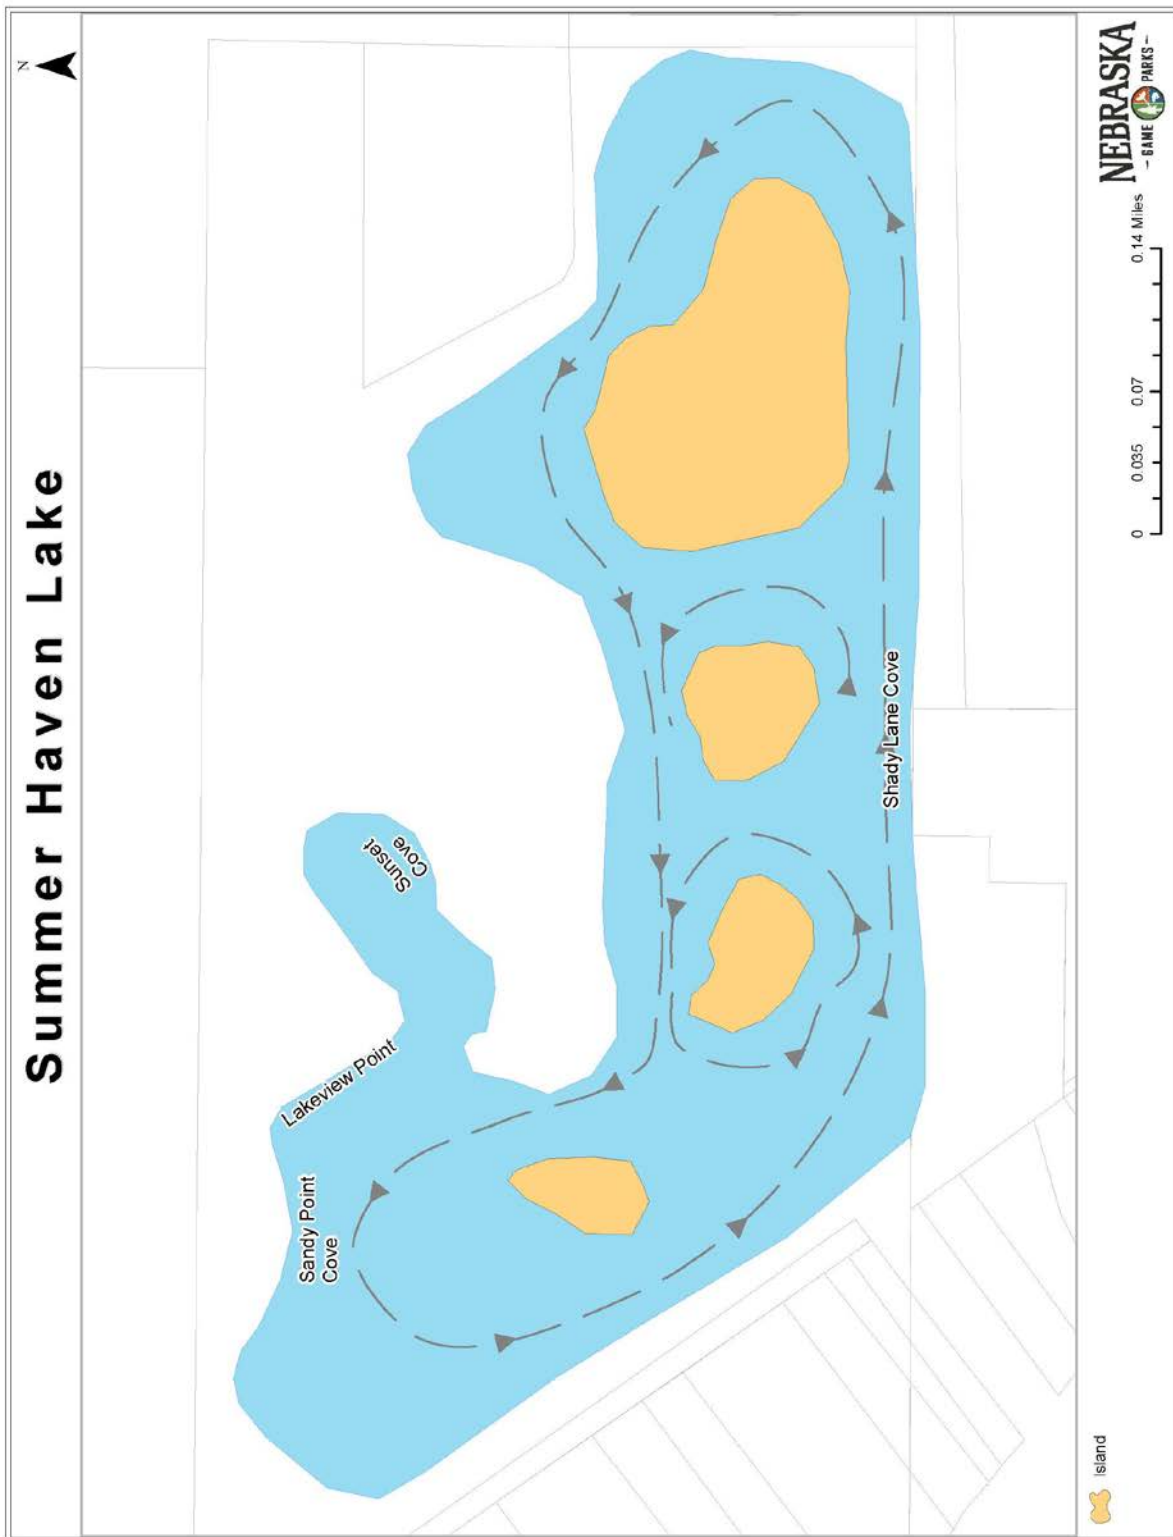 Summer Haven Lake
N
Sunset
Cove
Lakeview Point
Sandy Point
Cove
Shady Lane Cove
Island
0 0.035 0.07 0.14 Miles
NEBRASKA
- GAME PARKS -